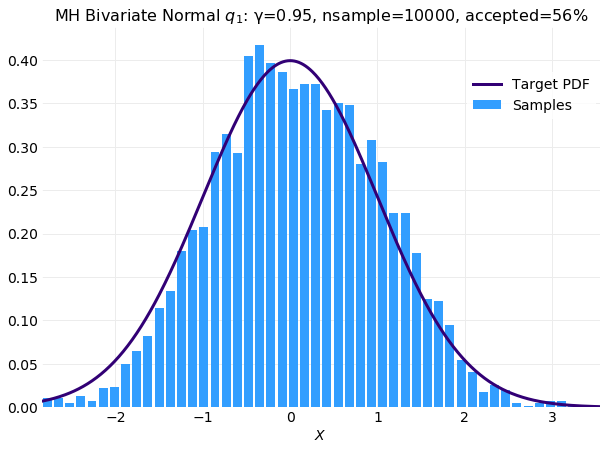 MH Bivariate Normal q₁: γ=0.95, nsample=10000, accepted=56%
0.40
0.35
0.30
0.25
0.20
0.15
0.10
0.05
0.00
Target PDF
Samples
−2 −1 0 1 2 3
X